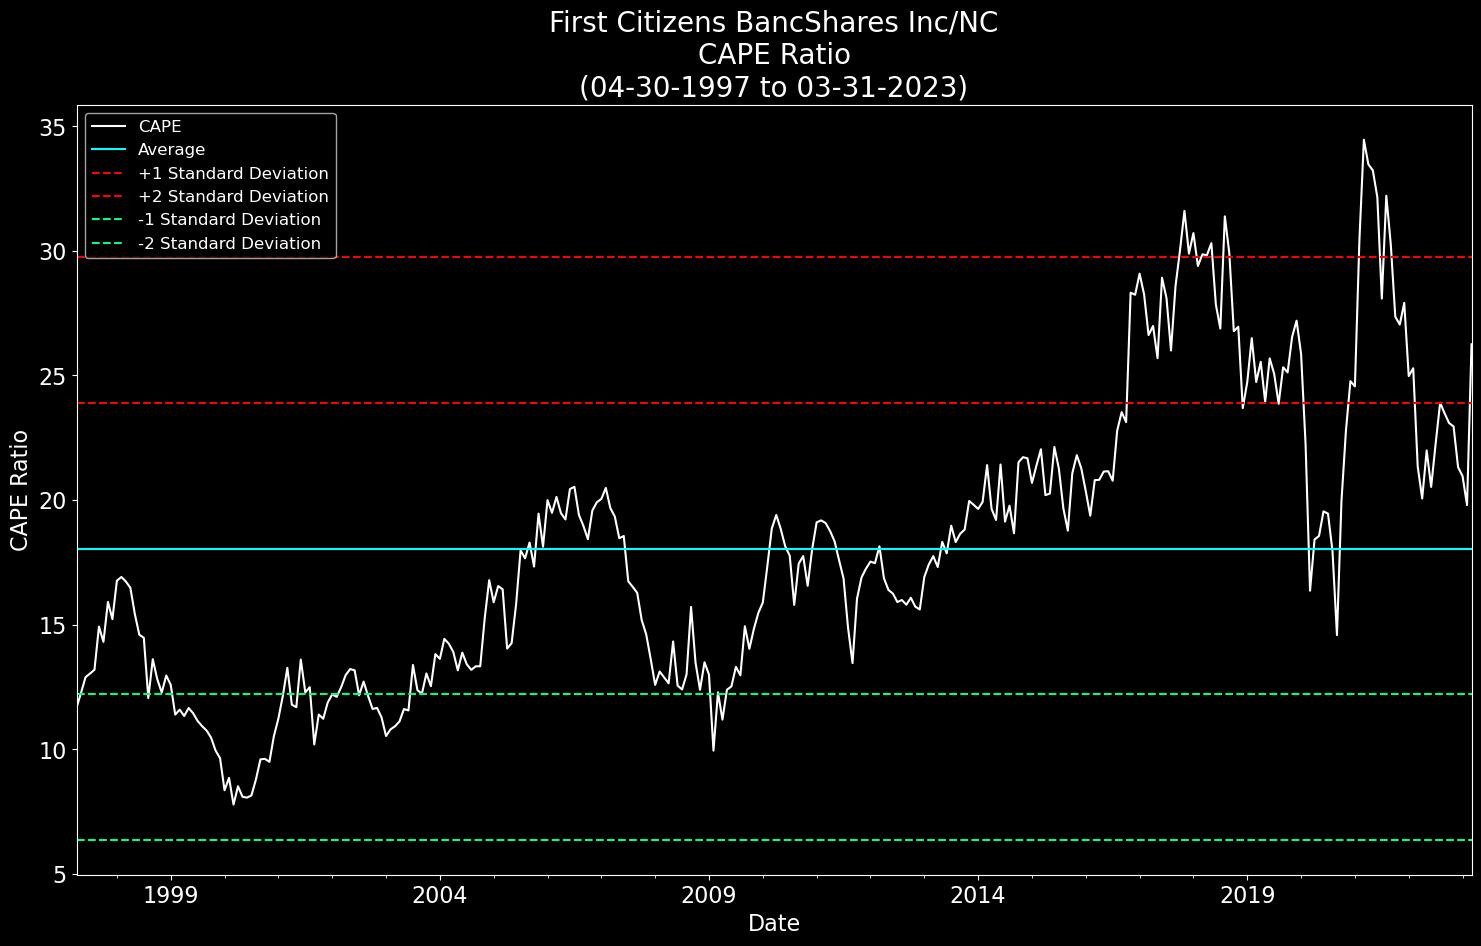 First Citizens BancShares Inc/NC
CAPE Ratio
(04-30-1997 to 03-31-2023)
CAPE
Average
+1 Standard Deviation
+2 Standard Deviation
-1 Standard Deviation
-2 Standard Deviation
35
30
25
20
15
10
5
CAPE Ratio
1999
2004
2009
2014
2019
Date